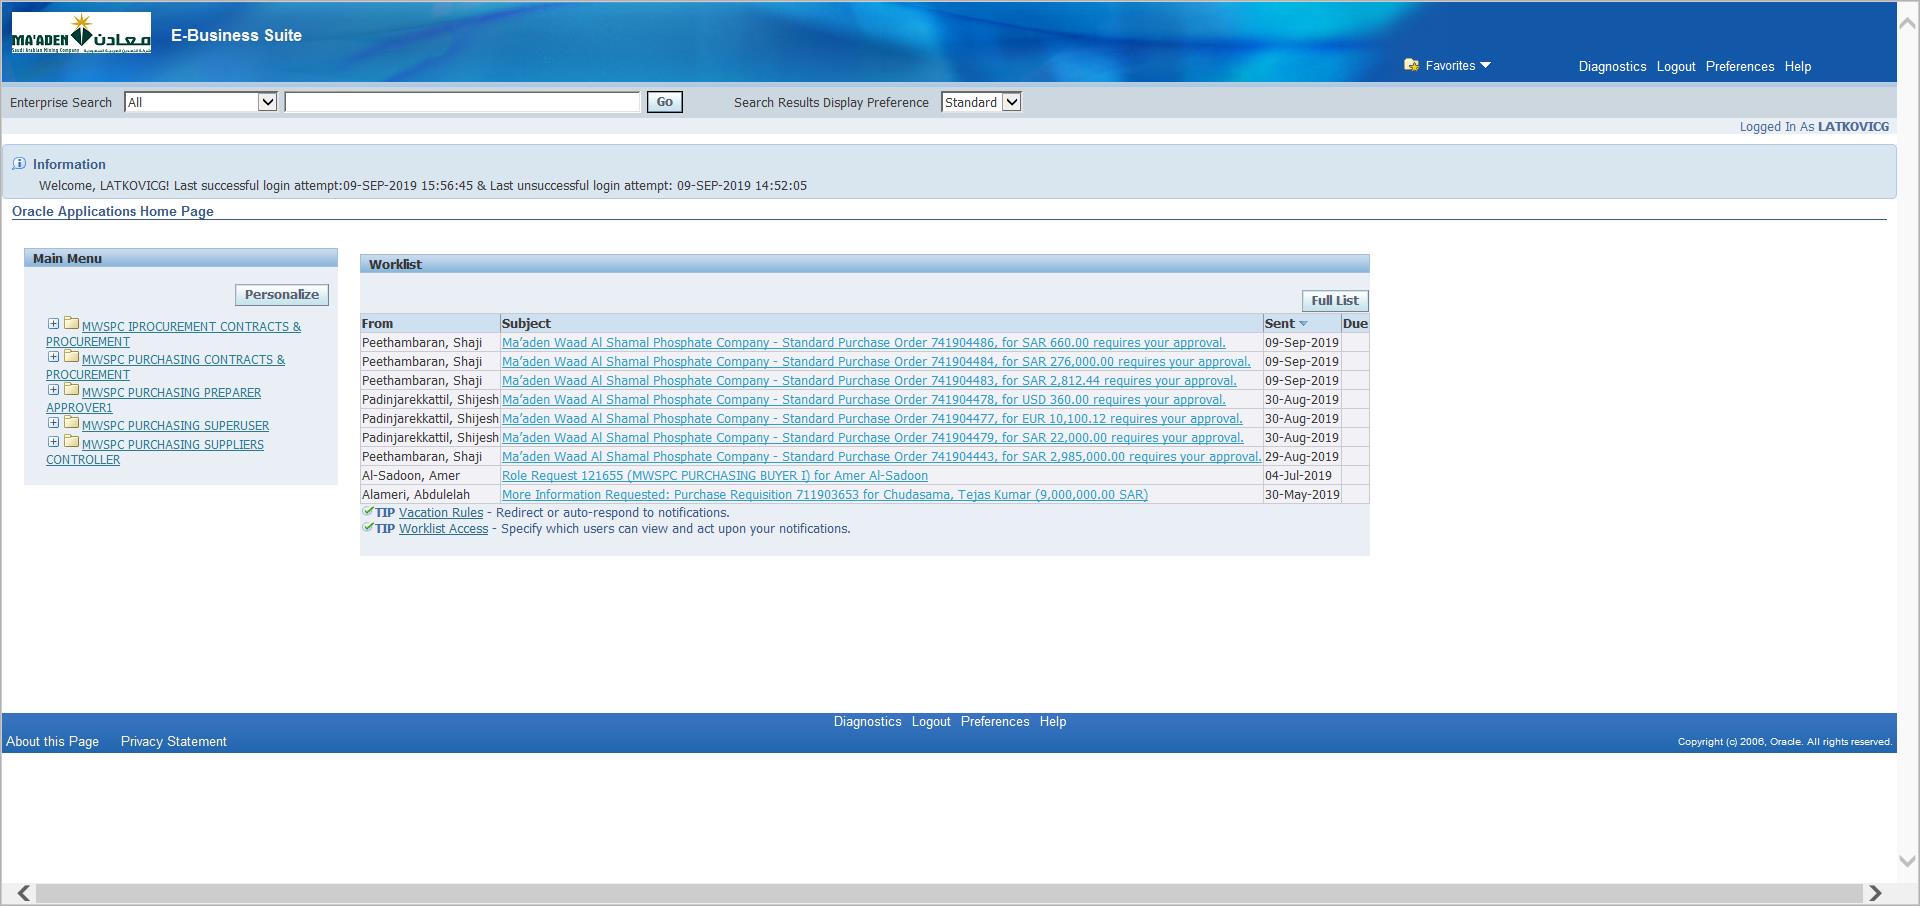 MA'ADEN معادن
Saudi Arabian Mining Company
E-Business Suite
Favorites
Diagnostics Logout Preferences Help
Enterprise Search All Go Search Results Display Preference Standard
Logged In As LATKOVICG
Information
Welcome, LATKOVICG! Last successful login attempt:09-SEP-2019 15:56:45 & Last unsuccessful login attempt: 09-SEP-2019 14:52:05
Oracle Applications Home Page
Main Menu
Personalize
MWSPC IPROCUREMENT CONTRACTS &
PROCUREMENT
MWSPC PURCHASING CONTRACTS &
PROCUREMENT
MWSPC PURCHASING PREPARER
APPROVER1
MWSPC PURCHASING SUPERUSER
MWSPC PURCHASING SUPPLIERS
CONTROLLER
Worklist
Full List
From Subject Sent Due
Peethambaran, Shaji Ma’aden Waad Al Shamal Phosphate Company - Standard Purchase Order 741904486, for SAR 660.00 requires your approval. 09-Sep-2019
Peethambaran, Shaji Ma’aden Waad Al Shamal Phosphate Company - Standard Purchase Order 741904484, for SAR 276,000.00 requires your approval. 09-Sep-2019
Peethambaran, Shaji Ma’aden Waad Al Shamal Phosphate Company - Standard Purchase Order 741904483, for SAR 2,812.44 requires your approval. 09-Sep-2019
Padinjarekkattil, Shijesh Ma’aden Waad Al Shamal Phosphate Company - Standard Purchase Order 741904478, for USD 360.00 requires your approval. 30-Aug-2019
Padinjarekkattil, Shijesh Ma’aden Waad Al Shamal Phosphate Company - Standard Purchase Order 741904477, for EUR 10,100.12 requires your approval. 30-Aug-2019
Padinjarekkattil, Shijesh Ma’aden Waad Al Shamal Phosphate Company - Standard Purchase Order 741904479, for SAR 22,000.00 requires your approval. 30-Aug-2019
Peethambaran, Shaji Ma’aden Waad Al Shamal Phosphate Company - Standard Purchase Order 741904443, for SAR 2,985,000.00 requires your approval. 29-Aug-2019
Al-Sadoon, Amer Role Request 121655 (MWSPC PURCHASING BUYER I) for Amer Al-Sadoon 04-Jul-2019
Alameri, Abdulelah More Information Requested: Purchase Requisition 711903653 for Chudasama, Tejas Kumar (9,000,000.00 SAR) 30-May-2019
TIP Vacation Rules - Redirect or auto-respond to notifications.
TIP Worklist Access - Specify which users can view and act upon your notifications.
Diagnostics Logout Preferences Help
About this Page Privacy Statement
Copyright (c) 2006, Oracle. All rights reserved.